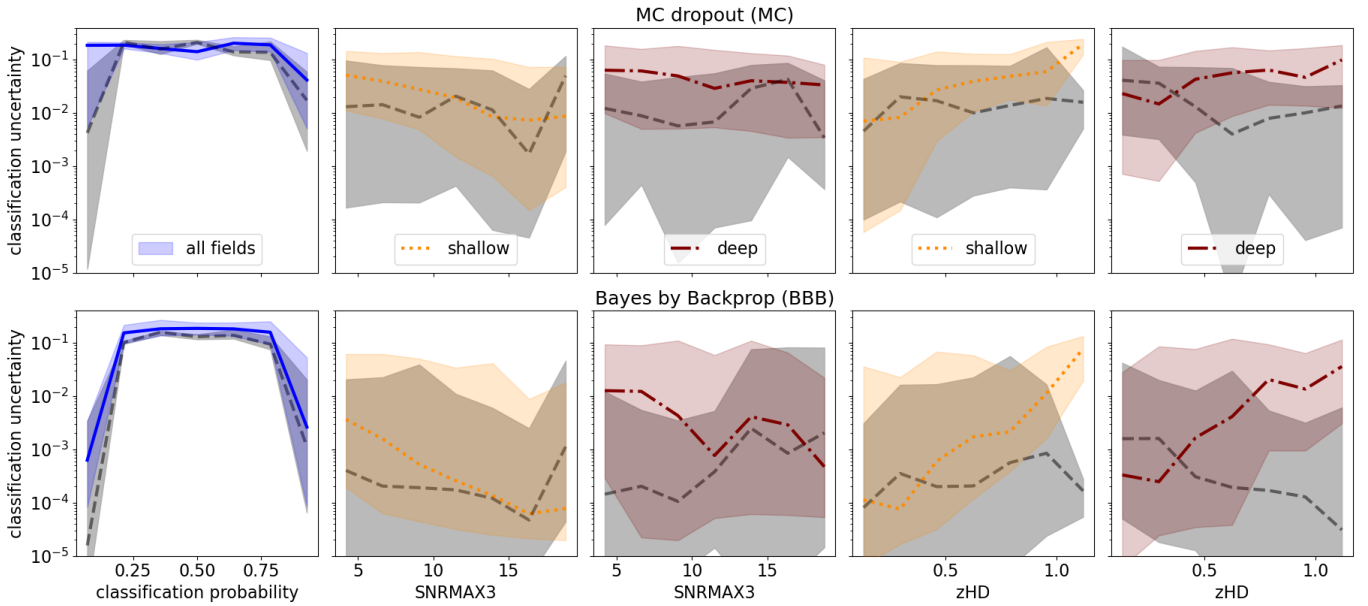 MC dropout (MC)
classification uncertainty
10⁻¹
10⁻²
10⁻³
10⁻⁴
10⁻⁵
all fields
shallow
deep
shallow
deep
Bayes by Backprop (BBB)
classification uncertainty
10⁻¹
10⁻²
10⁻³
10⁻⁴
10⁻⁵
0.25 0.50 0.75 5 10 15 5 10 15 0.5 1.0 0.5 1.0
classification probability SNRMAX3 SNRMAX3 zHD zHD